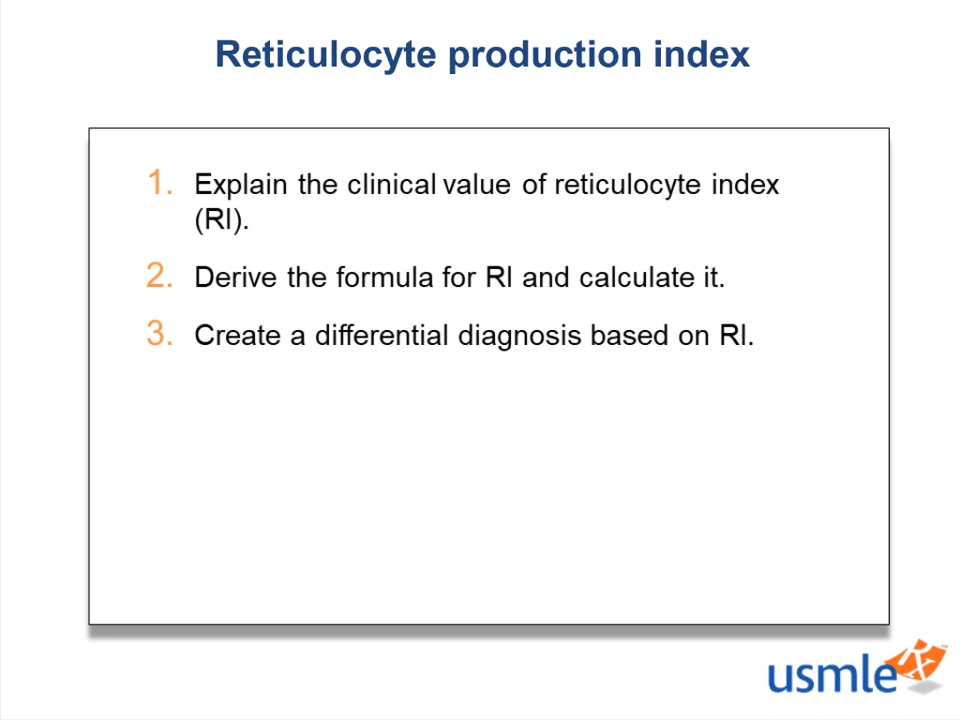 Reticulocyte production index
1. Explain the clinical value of reticulocyte index
(RI).
2. Derive the formula for RI and calculate it.
3. Create a differential diagnosis based on RI.
usmle Rx